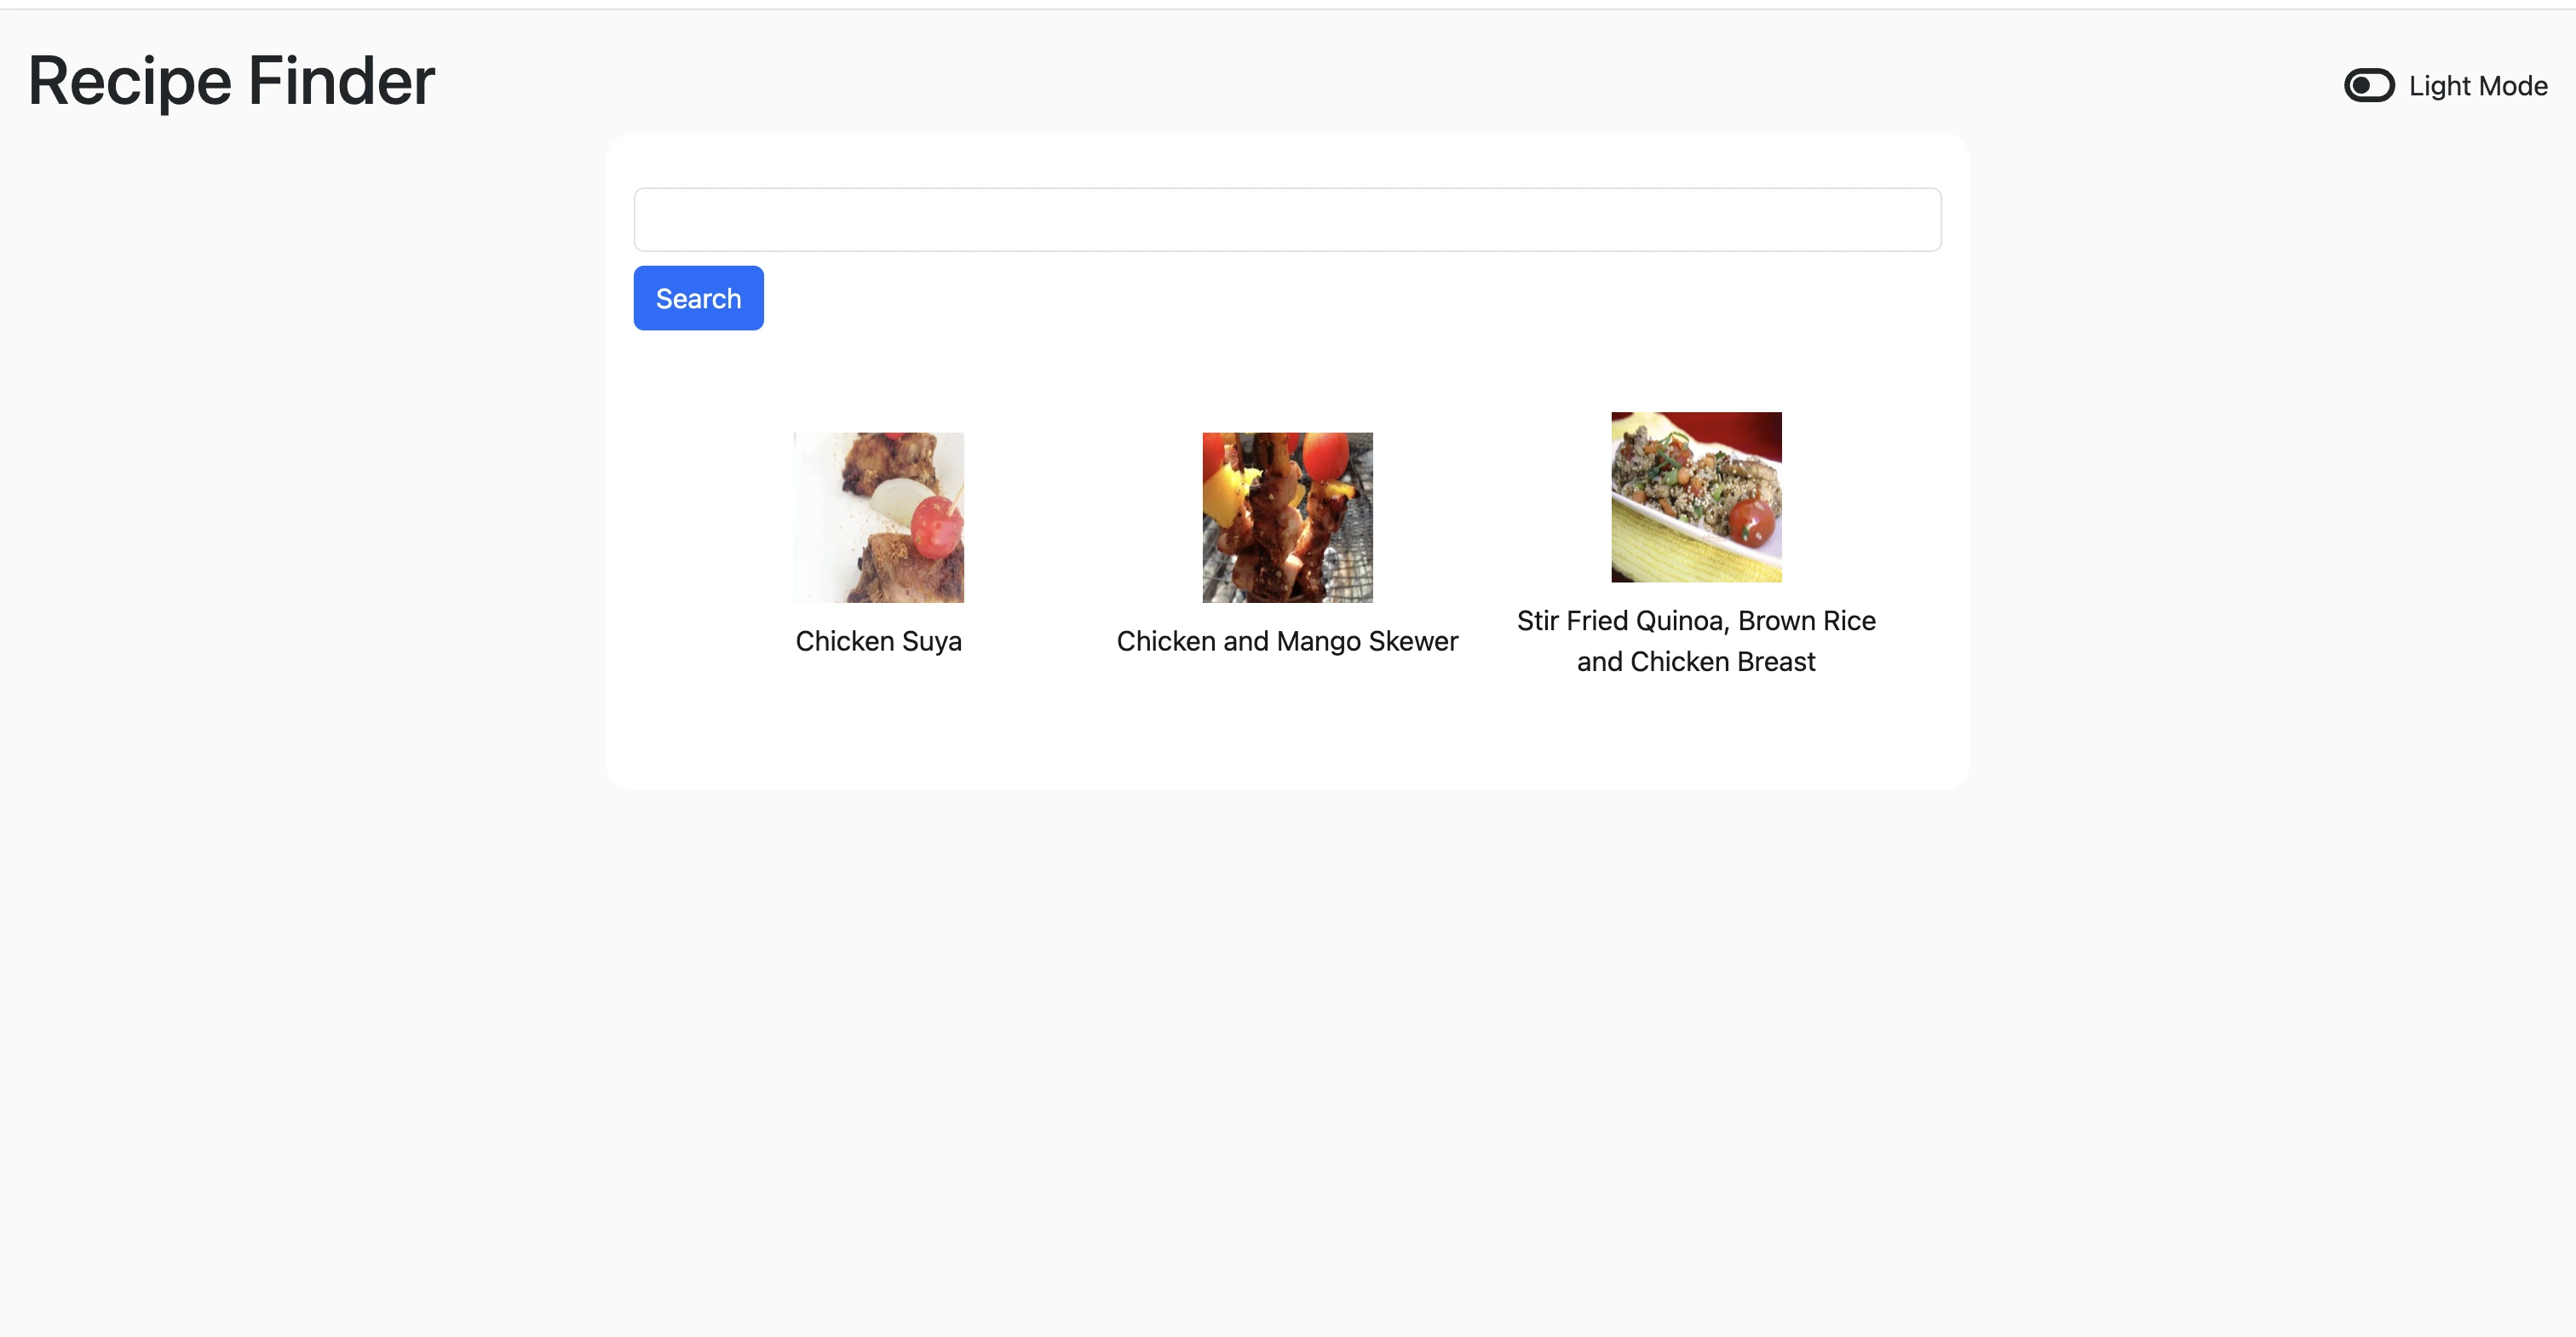 Recipe Finder
Light Mode
Search
Chicken Suya
Chicken and Mango Skewer
Stir Fried Quinoa, Brown Rice
and Chicken Breast